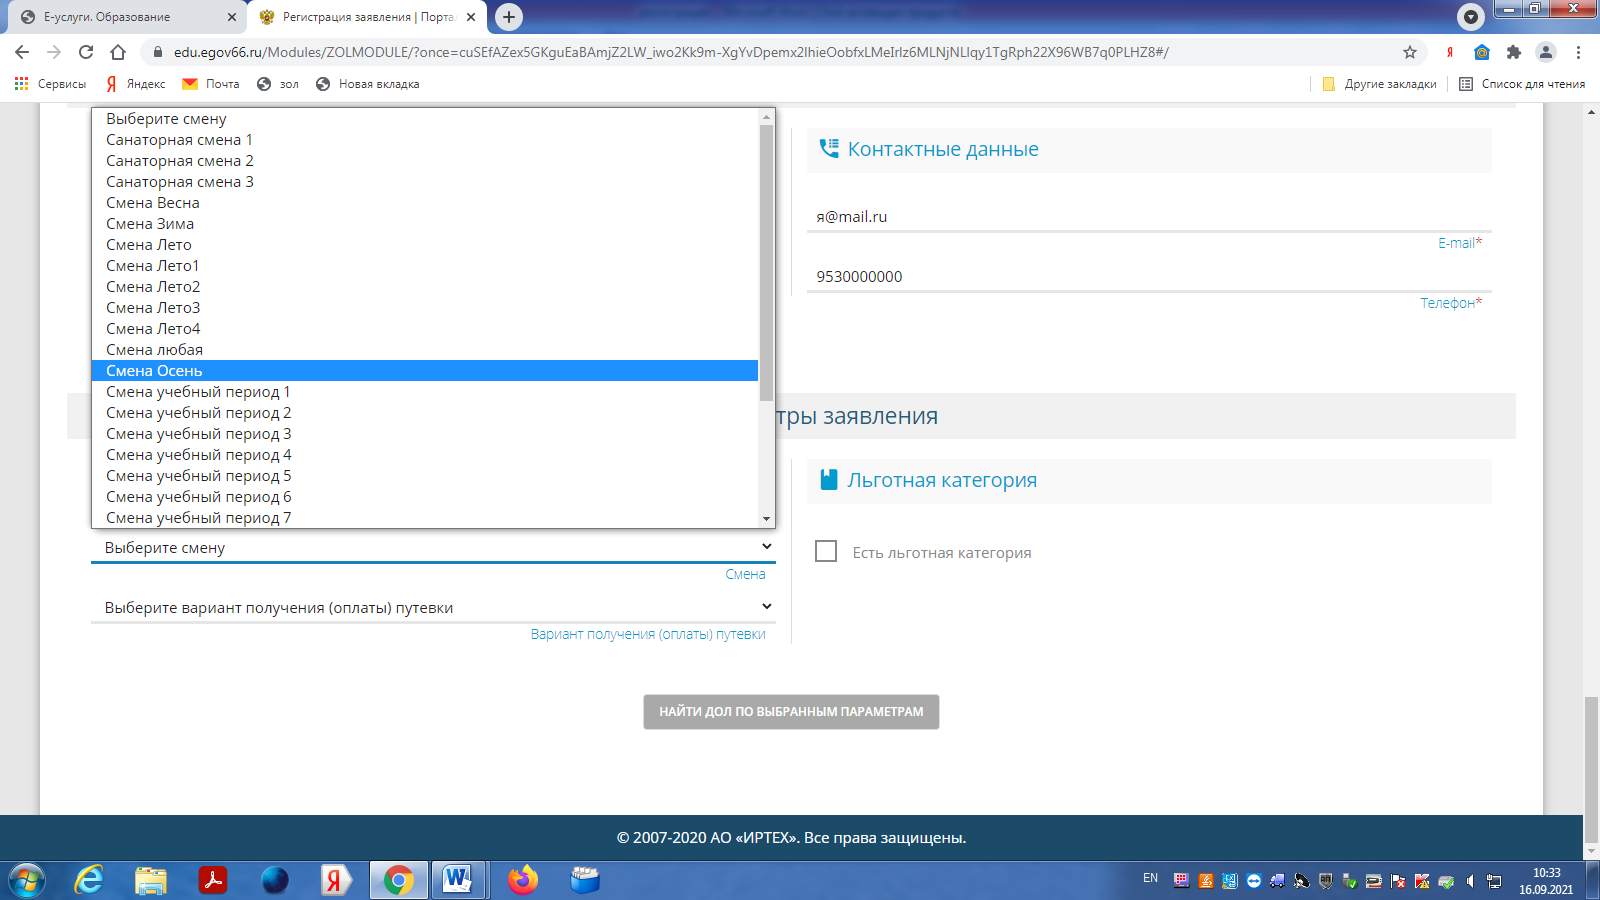 Е-услуги. Образование
Регистрация заявления | Порта
edu.egov66.ru/Modules/ZOLMODULE/?once=cuSEfAZex5GKguEaBAmjZ2LW_iwo2Kk9m-XgYvDpemx2IhieOobfxLMeIrlz6MLNjNLIqy1TgRph22X96WB7q0PLHZ8#/
Сервисы
Яндекс
Почта
зол
Новая вкладка
Другие закладки
Список для чтения
Выберите смену
Санаторная смена 1
Санаторная смена 2
Санаторная смена 3
Смена Весна
Смена Зима
Смена Лето
Смена Лето1
Смена Лето2
Смена Лето3
Смена Лето4
Смена любая
Смена Осень
Смена учебный период 1
Смена учебный период 2
Смена учебный период 3
Смена учебный период 4
Смена учебный период 5
Смена учебный период 6
Смена учебный период 7
Контактные данные
я@mail.ru
E-mail*
9530000000
Телефон*
тры заявления
Выберите смену
Смена
Выберите вариант получения (оплаты) путевки
Вариант получения (оплаты) путевки
Льготная категория
Есть льготная категория
НАЙТИ ДОЛ ПО ВЫБРАННЫМ ПАРАМЕТРАМ
© 2007-2020 АО «ИРТЕХ». Все права защищены.
EN
10:33
16.09.2021